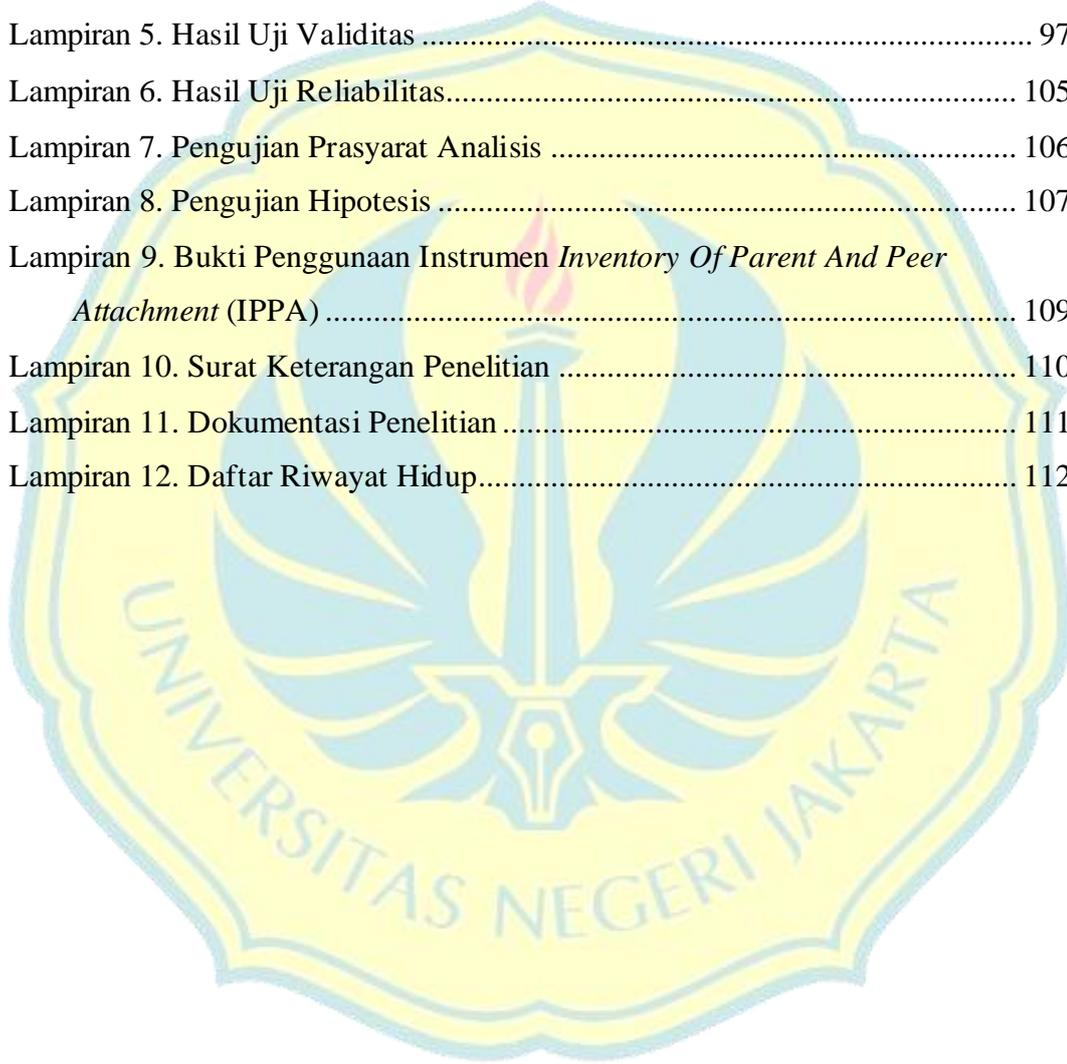 Lampiran 5. Hasil Uji Validitas ............................................................................ 97
Lampiran 6. Hasil Uji Reliabilitas....................................................................... 105
Lampiran 7. Pengujian Prasyarat Analisis .......................................................... 106
Lampiran 8. Pengujian Hipotesis ........................................................................ 107
Lampiran 9. Bukti Penggunaan Instrumen Inventory Of Parent And Peer
Attachment (IPPA) ...................................................................................... 109
Lampiran 10. Surat Keterangan Penelitian ......................................................... 110
Lampiran 11. Dokumentasi Penelitian ................................................................ 111
Lampiran 12. Daftar Riwayat Hidup................................................................... 112
UNIVERSITAS NEGERI JAKARTA